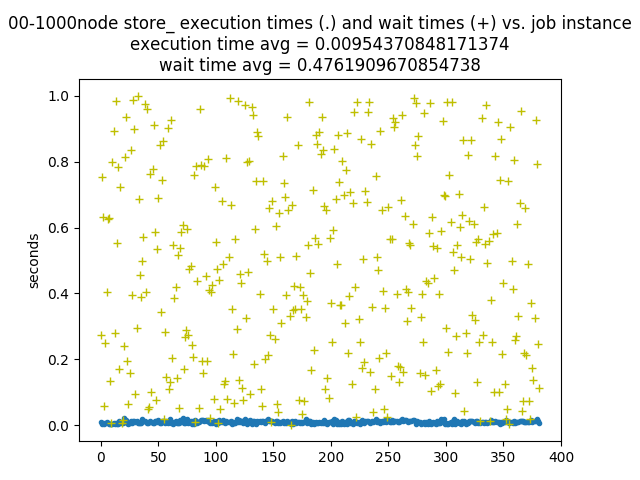 00-1000node store_ execution times (.) and wait times (+) vs. job instance
execution time avg = 0.00954370848171374
wait time avg = 0.4761909670854738
1.0
0.8
0.6
0.4
0.2
0.0
seconds
0 50 100 150 200 250 300 350 400